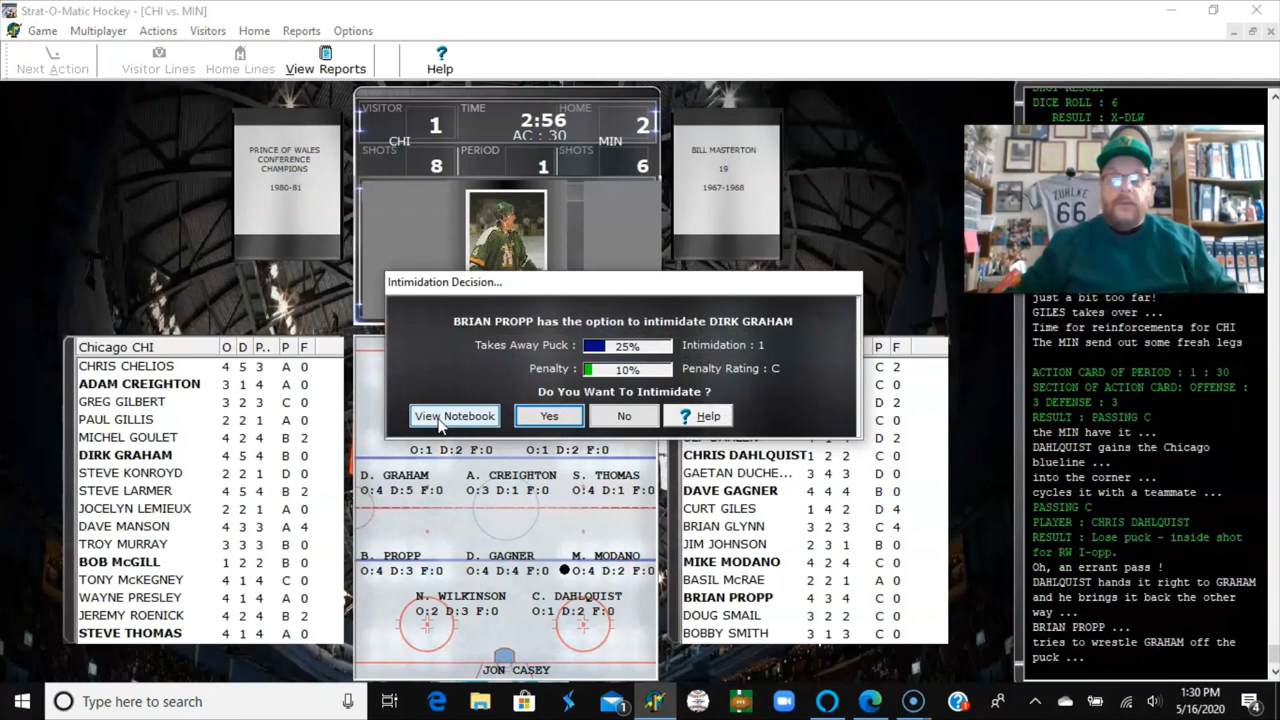 Strat-O-Matic Hockey - [CHI vs. MIN]
Game Multiplayer Actions Visitors Home Reports Options
Next Action Visitor Lines Home Lines View Reports Help
VISITOR TIME HOME
CHI 1 2:56 MIN 2
AC : 30
SHOTS PERIOD SHOTS
8 1 6
PRINCE OF WALES
CONFERENCE
CHAMPIONS
1980-81
BILL MASTERTON
19
1967-1968
SHOT RESULT
DICE ROLL : 6
RESULT : X-DLW
ZUHLKE
66
Intimidation Decision...
BRIAN PROPP has the option to intimidate DIRK GRAHAM
Takes Away Puck : 25% Intimidation : 1
Penalty : 10% Penalty Rating : C
Do You Want To Intimidate ?
View Notebook Yes No Help
Chicago CHI O D P.. P F
CHRIS CHELIOS 4 5 3 A 0
ADAM CREIGHTON 3 1 4 A 0
GREG GILBERT 2 3 2 C 0
PAUL GILLIS 2 2 1 A 0
MICHEL GOULET 4 2 4 B 2
DIRK GRAHAM 4 5 4 B 0
STEVE KONROYD 2 2 1 D 0
STEVE LARMER 4 5 4 B 2
JOCELYN LEMIEUX 2 2 1 A 0
DAVE MANSON 4 3 3 A 4
TROY MURRAY 3 3 3 B 0
BOB McGILL 1 2 2 B 0
TONY McKEGNEY 4 1 4 C 0
WAYNE PRESLEY 4 3 4 A 0
JEREMY ROENICK 4 2 4 B 2
STEVE THOMAS 4 1 4 A 0
O:1 D:2 F:0 O:1 D:2 F:0
D. GRAHAM A. CREIGHTON S. THOMAS
O:4 D:5 F:0 O:3 D:1 F:0 O:4 D:1 F:0
B. PROPP D. GAGNER M. MODANO
O:4 D:3 F:0 O:4 D:4 F:0 O:4 D:2 F:0
N. WILKINSON C. DAHLQUIST
O:2 D:3 F:0 O:1 D:2 F:0
JON CASEY
P F
C 2
D 2
CHRIS DAHLQUIST 1 2 2 C 0
GAETAN DUCHE... 3 4 2 C 0
DAVE GAGNER 4 4 4 B 0
CURT GILES 1 4 2 D 4
BRIAN GLYNN 3 2 3 C 0
JIM JOHNSON 2 3 1 B 0
MIKE MODANO 4 2 4 C 0
BASIL McRAE 2 2 1 A 0
BRIAN PROPP 4 3 4 C 0
DOUG SMAIL 3 2 2 C 0
BOBBY SMITH 3 1 3 C 0
just a bit too far!
GILES takes over ...
Time for reinforcements for CHI
The MIN send out some fresh legs
ACTION CARD OF PERIOD : 1 : 30
SECTION OF ACTION CARD: OFFENSE :
3 DEFENSE : 3
RESULT : PASSING C
the MIN have it ...
DAHLQUIST gains the Chicago
blueline ...
into the corner ...
cycles it with a teammate ...
PASSING C
PLAYER : CHRIS DAHLQUIST
RESULT : Lose puck - inside shot
for RW I-opp.
Oh, an errant pass !
DAHLQUIST hands it right to GRAHAM
and he brings it back the other
way ...
BRIAN PROPP ...
tries to wrestle GRAHAM off the
puck ...
Type here to search
1
1:30 PM
5/16/2020
4